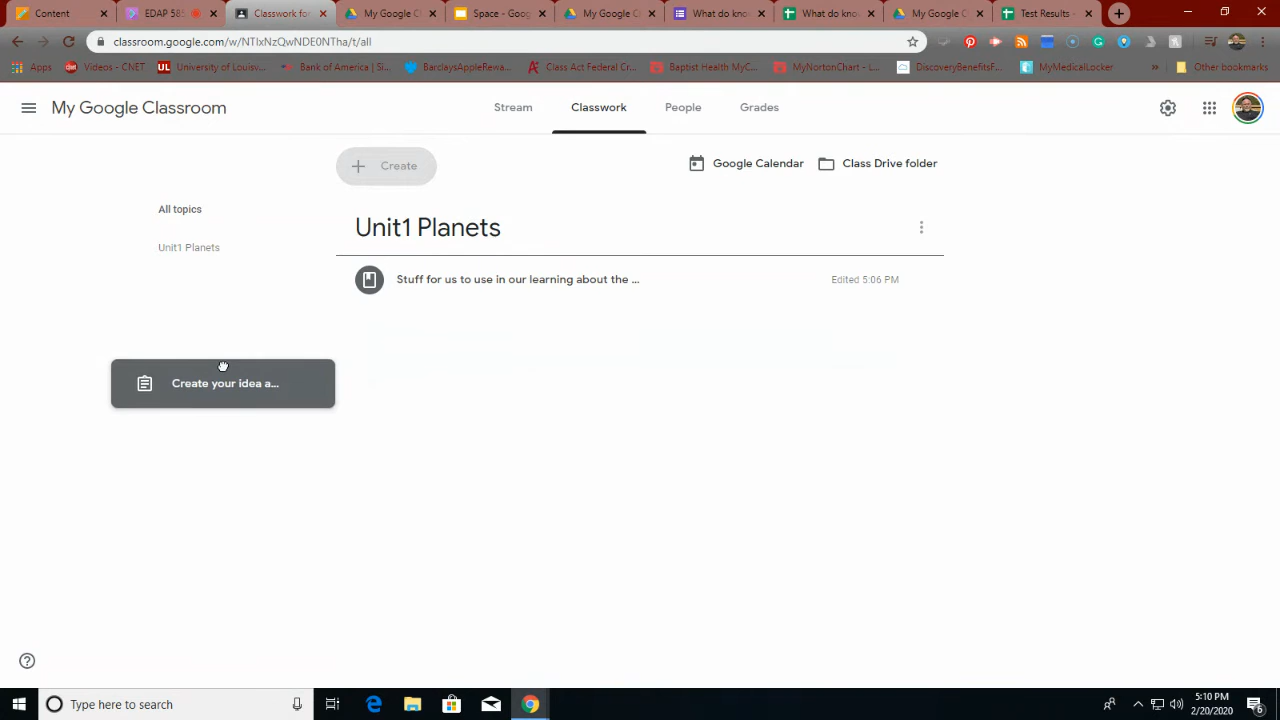 Content
EDAP 585
Classwork for
My Google C
Space - Goog
My Google C
What do kno
What do kno
My Google C
Test Results -
classroom.google.com/w/NTIxNzQwNDE0NTha/t/all
Apps
Videos - CNET
University of Louisv...
Bank of America | Si...
BarclaysAppleRewa...
Class Act Federal Cr...
Baptist Health MyC...
MyNortonChart - L...
DiscoveryBenefitsF...
MyMedicalLocker
»
Other bookmarks
My Google Classroom
Stream
Classwork
People
Grades
Create
Google Calendar
Class Drive folder
All topics
Unit1 Planets
Unit1 Planets
Stuff for us to use in our learning about the ...
Edited 5:06 PM
Create your idea a...
Type here to search
5:10 PM
2/20/2020
6